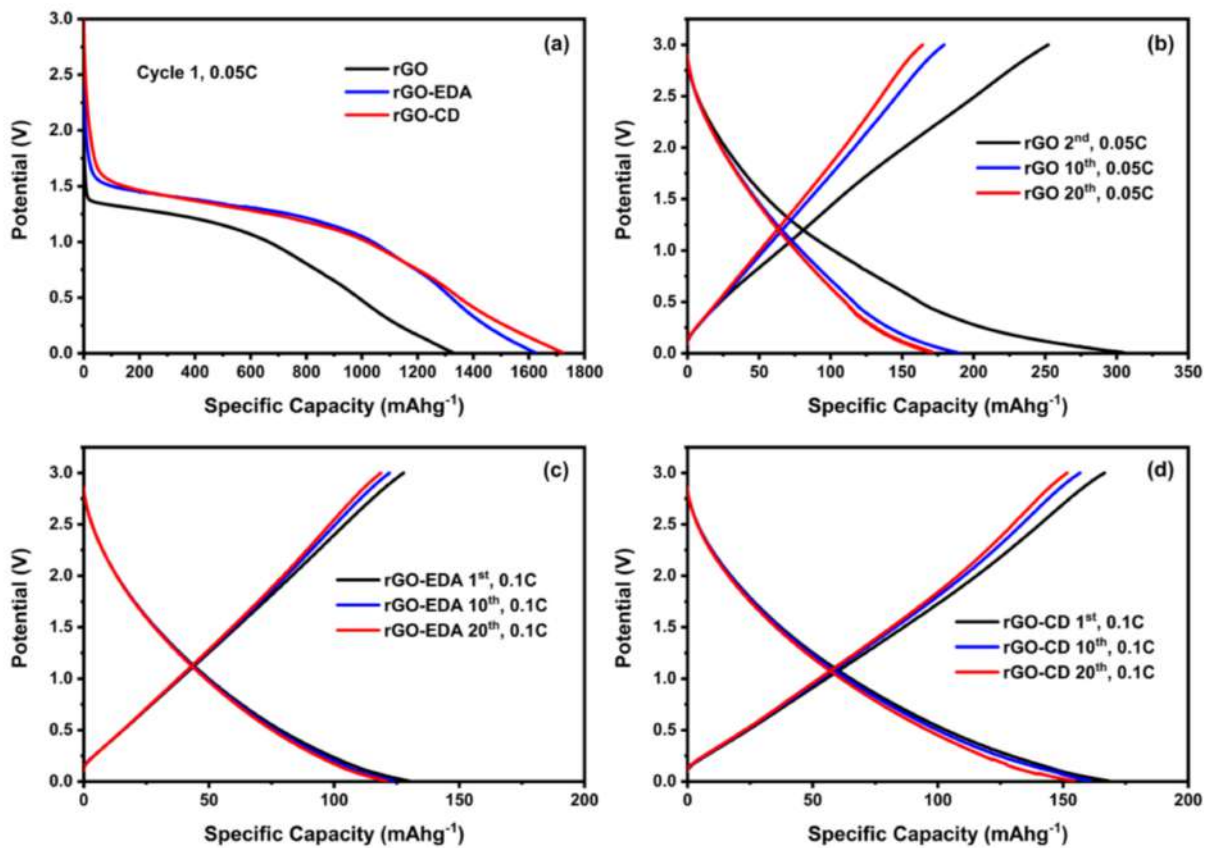 (a)
Cycle 1, 0.05C
rGO
rGO-EDA
rGO-CD
3.0
2.5
2.0
1.5
1.0
0.5
0.0
0 200 400 600 800 1000 1200 1400 1600 1800
Potential (V)
Specific Capacity (mAhg⁻¹)
(b)
rGO 2ⁿᵈ, 0.05C
rGO 10ᵗʰ, 0.05C
rGO 20ᵗʰ, 0.05C
3.0
2.5
2.0
1.5
1.0
0.5
0.0
0 50 100 150 200 250 300 350
Potential (V)
Specific Capacity (mAhg⁻¹)
(c)
rGO-EDA 1ˢᵗ, 0.1C
rGO-EDA 10ᵗʰ, 0.1C
rGO-EDA 20ᵗʰ, 0.1C
3.0
2.5
2.0
1.5
1.0
0.5
0.0
0 50 100 150 200
Potential (V)
Specific Capacity (mAhg⁻¹)
(d)
rGO-CD 1ˢᵗ, 0.1C
rGO-CD 10ᵗʰ, 0.1C
rGO-CD 20ᵗʰ, 0.1C
3.0
2.5
2.0
1.5
1.0
0.5
0.0
0 50 100 150 200
Potential (V)
Specific Capacity (mAhg⁻¹)